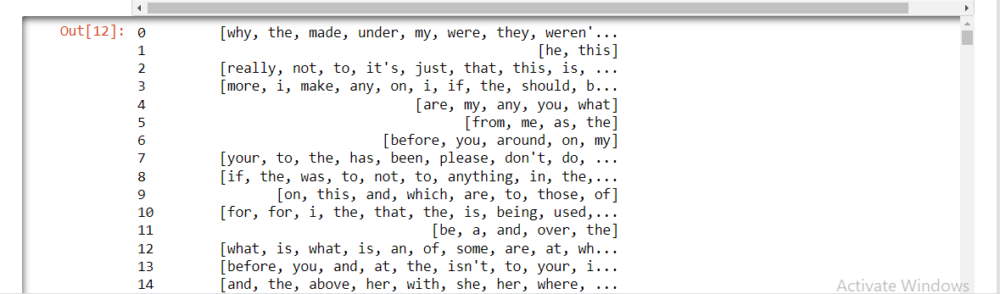 Out[12]: 0 [why, the, made, under, my, were, they, weren'...
1 [he, this]
2 [really, not, to, it's, just, that, this, is, ...
3 [more, i, make, any, on, i, if, the, should, b...
4 [are, my, any, you, what]
5 [from, me, as, the]
6 [before, you, around, on, my]
7 [your, to, the, has, been, please, don't, do, ...
8 [if, the, was, to, not, to, anything, in, the,...
9 [on, this, and, which, are, to, those, of]
10 [for, for, i, the, that, the, is, being, used,...
11 [be, a, and, over, the]
12 [what, is, what, is, an, of, some, are, at, wh...
13 [before, you, and, at, the, isn't, to, your, i...
14 [and, the, above, her, with, she, her, where, ...
Activate Windows